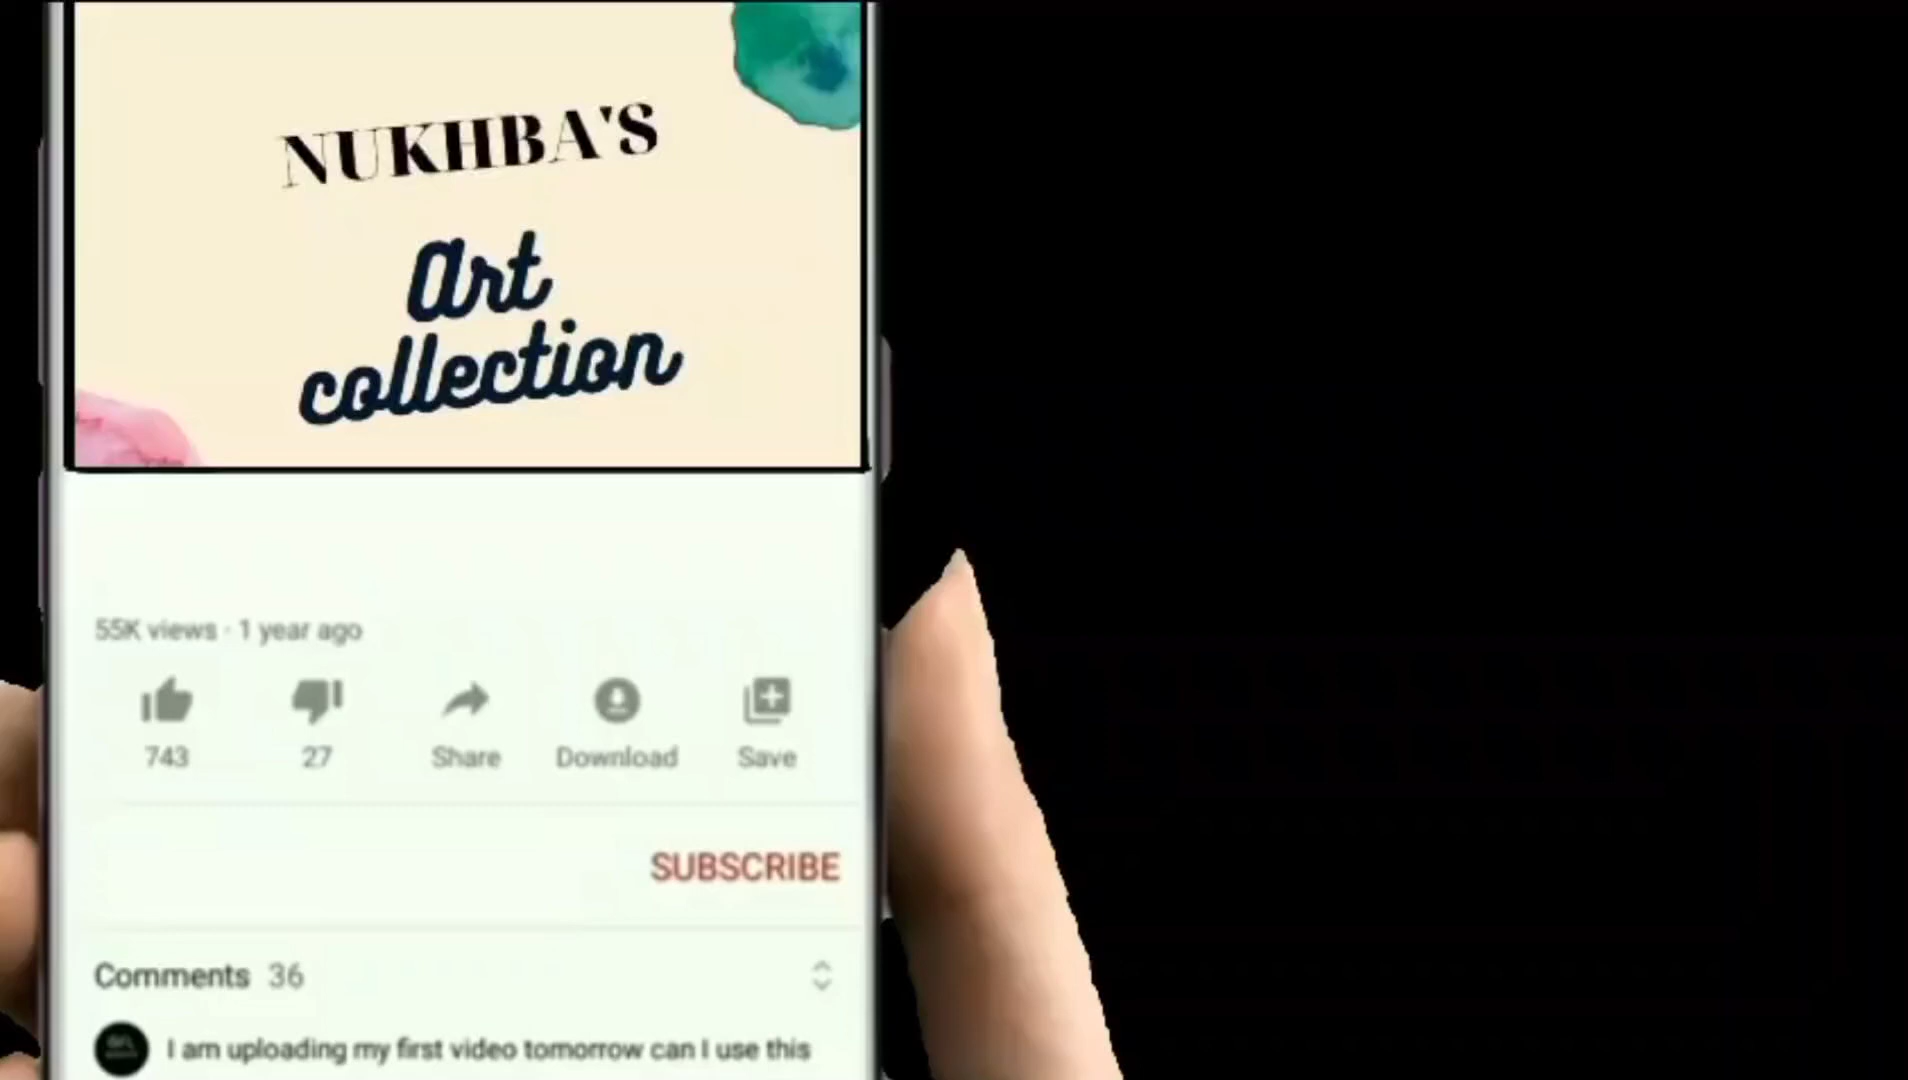 NUKHBA'S
Art
collection
55K views · 1 year ago
743
27
Share
Download
Save
SUBSCRIBE
Comments 36
I am uploading my first video tomorrow can I use this